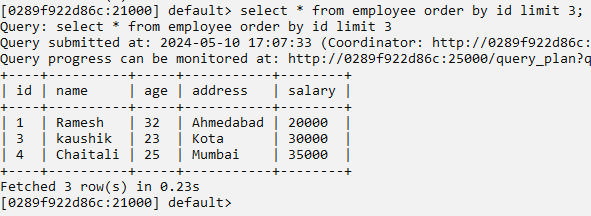 [0289f922d86c:21000] default> select * from employee order by id limit 3;
Query: select * from employee order by id limit 3
Query submitted at: 2024-05-10 17:07:33 (Coordinator: http://0289f922d86c:
Query progress can be monitored at: http://0289f922d86c:25000/query_plan?q
+----+----------+-----+-----------+--------+
| id | name     | age | address   | salary |
+----+----------+-----+-----------+--------+
| 1  | Ramesh   | 32  | Ahmedabad | 20000  |
| 3  | kaushik  | 23  | Kota      | 30000  |
| 4  | Chaitali | 25  | Mumbai    | 35000  |
+----+----------+-----+-----------+--------+
Fetched 3 row(s) in 0.23s
[0289f922d86c:21000] default>